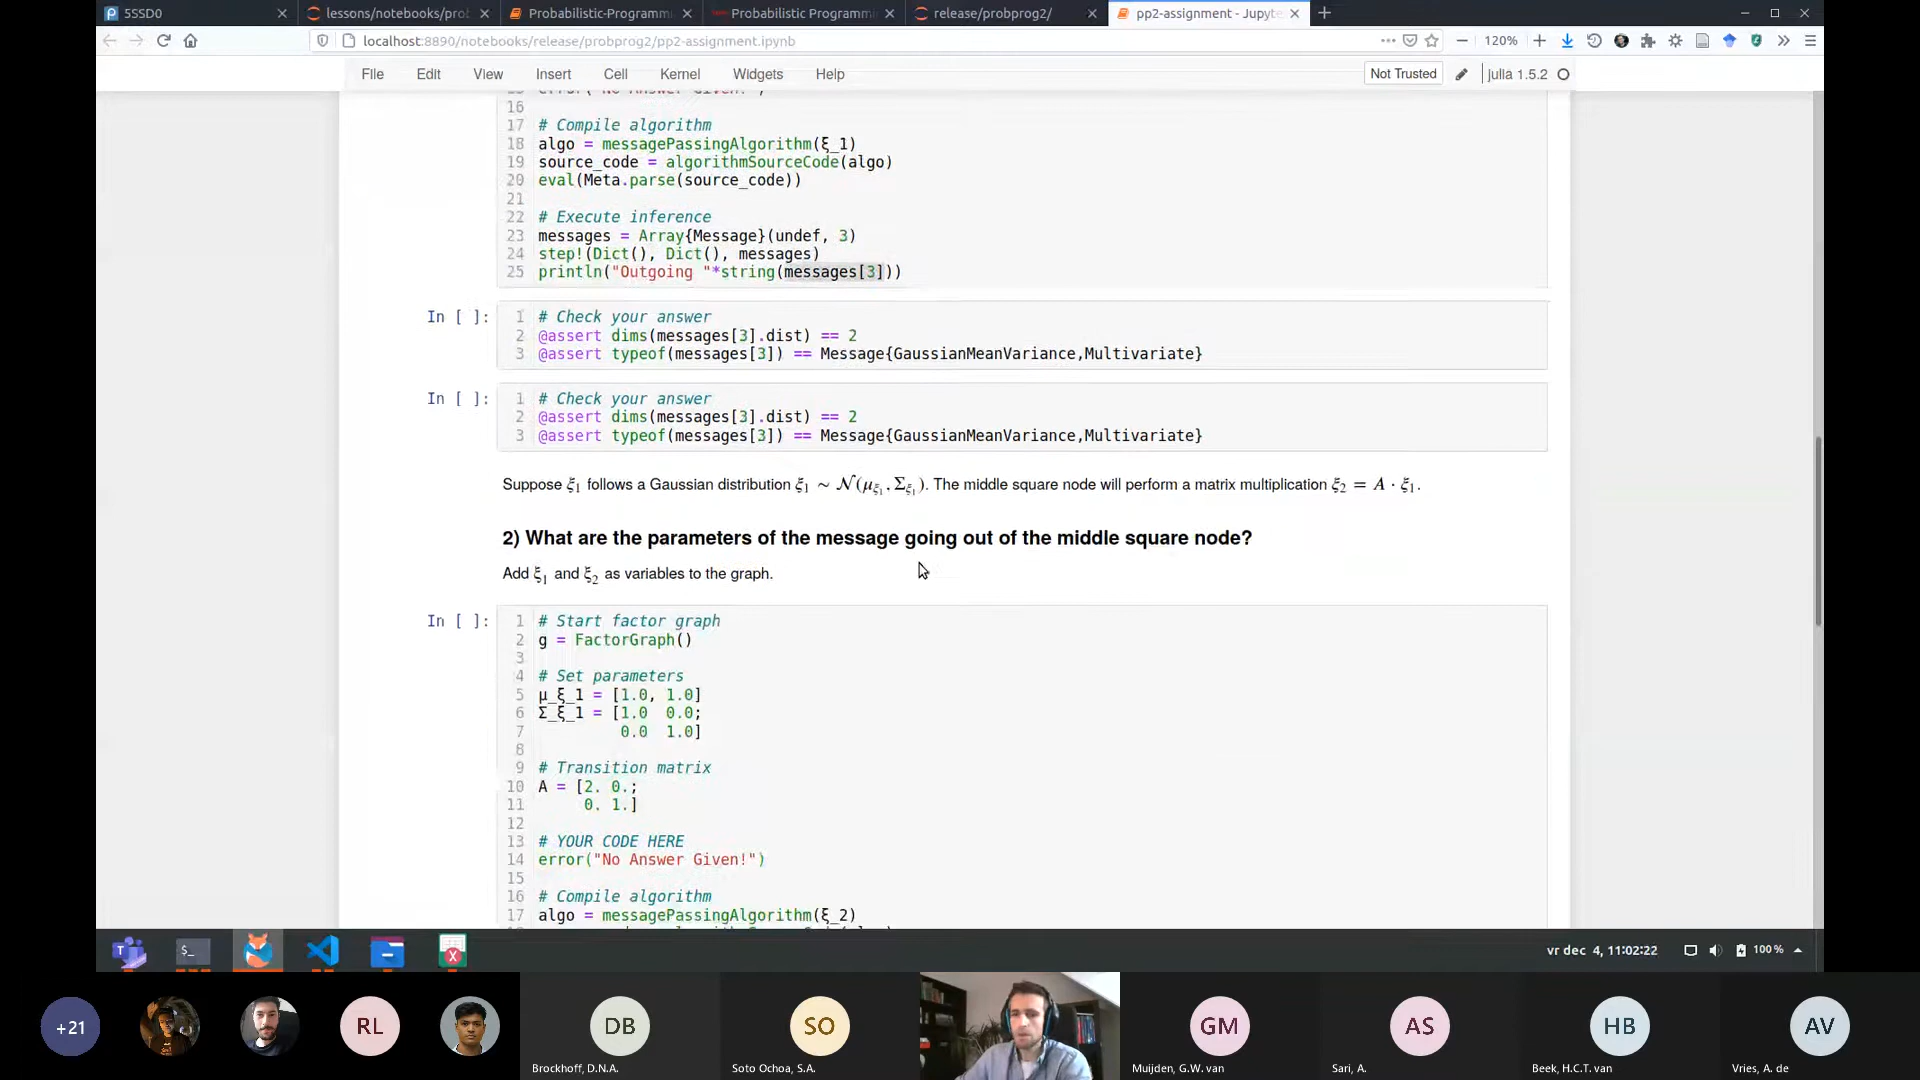 5SSD0
lessons/notebooks/prob
Probabilistic-Programmi
Probabilistic Programmi
release/probprog2/
pp2-assignment - Jupyte
localhost:8890/notebooks/release/probprog2/pp2-assignment.ipynb
120%
File Edit View Insert Cell Kernel Widgets Help
Not Trusted
julia 1.5.2
16
17 # Compile algorithm
18 algo = messagePassingAlgorithm(ξ_1)
19 source_code = algorithmSourceCode(algo)
20 eval(Meta.parse(source_code))
21
22 # Execute inference
23 messages = Array{Message}(undef, 3)
24 step!(Dict(), Dict(), messages)
25 println("Outgoing "*string(messages[3]))
In [ ]:
1 # Check your answer
2 @assert dims(messages[3].dist) == 2
3 @assert typeof(messages[3]) == Message{GaussianMeanVariance,Multivariate}
In [ ]:
1 # Check your answer
2 @assert dims(messages[3].dist) == 2
3 @assert typeof(messages[3]) == Message{GaussianMeanVariance,Multivariate}
Suppose ξ₁ follows a Gaussian distribution ξ₁ ∼ 𝒩(μ_ξ₁, Σ_ξ₁). The middle square node will perform a matrix multiplication ξ₂ = A · ξ₁.
2) What are the parameters of the message going out of the middle square node?
Add ξ₁ and ξ₂ as variables to the graph.
In [ ]:
1 # Start factor graph
2 g = FactorGraph()
3
4 # Set parameters
5 μ_ξ_1 = [1.0, 1.0]
6 Σ_ξ_1 = [1.0 0.0;
7 0.0 1.0]
8
9 # Transition matrix
10 A = [2. 0.;
11 0. 1.]
12
13 # YOUR CODE HERE
14 error("No Answer Given!")
15
16 # Compile algorithm
17 algo = messagePassingAlgorithm(ξ_2)
vr dec 4, 11:02:22
100 %
+21
RL
DB
SO
GM
AS
HB
AV
Brockhoff, D.N.A.
Soto Ochoa, S.A.
Muijden, G.W. van
Sari, A.
Beek, H.C.T. van
Vries, A. de